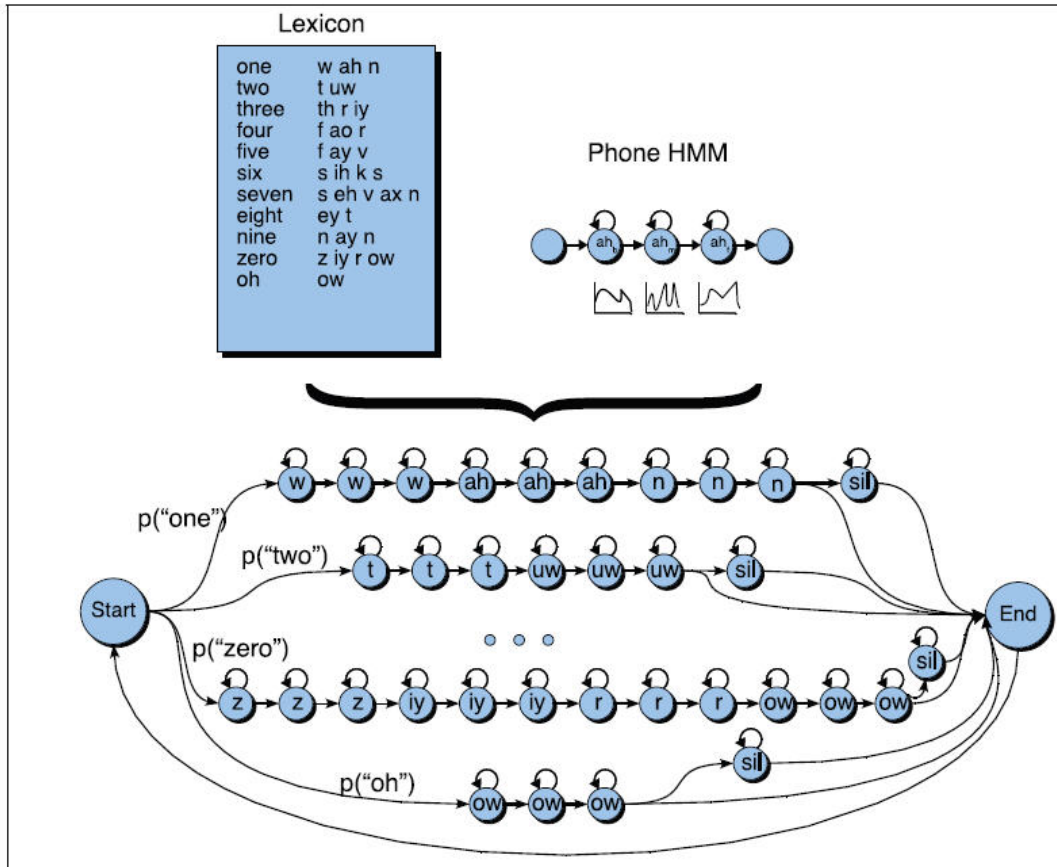 Lexicon
one w ah n
two t uw
three th r iy
four f ao r
five f ay v
six s ih k s
seven s eh v ax n
eight ey t
nine n ay n
zero z iy r ow
oh ow
Phone HMM
ah b ah m ah f
w w w ah ah ah n n n sil
p("one")
p("two")
t t t uw uw uw sil
Start
End
p("zero")
sil
z z z iy iy iy r r r ow ow ow
sil
p("oh")
ow ow ow